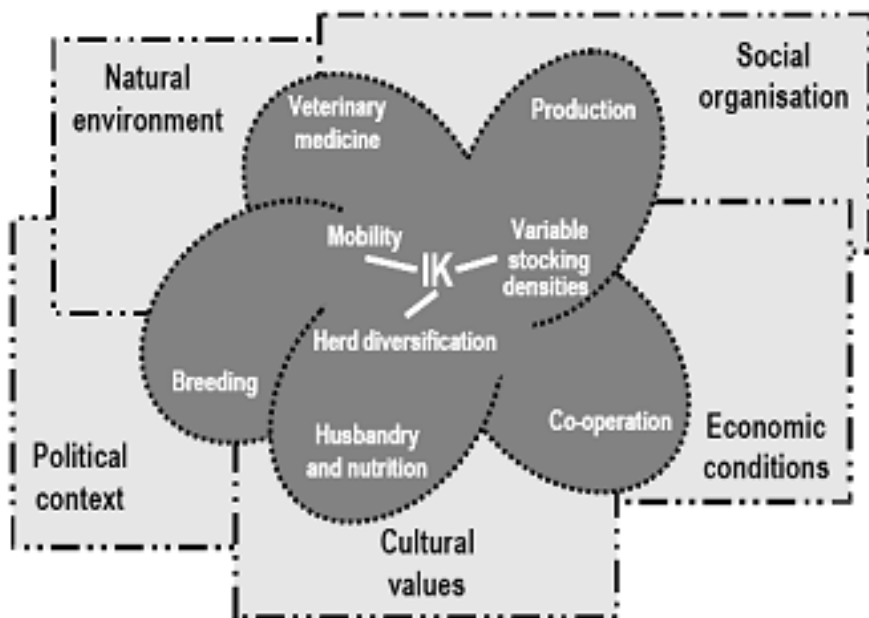 Natural
environment
Social
organisation
Veterinary
medicine
Production
Mobility
IK
Variable
stocking
densities
Herd diversification
Breeding
Husbandry
and nutrition
Co-operation
Economic
conditions
Political
context
Cultural
values